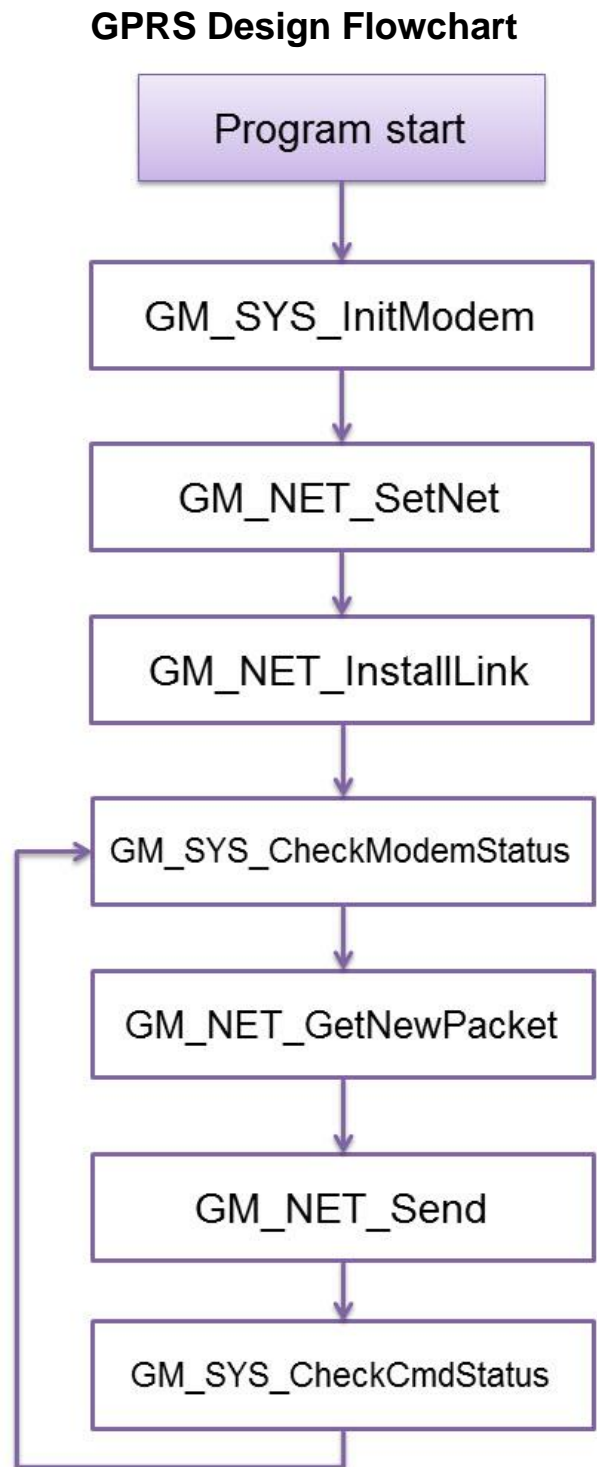 GPRS Design Flowchart
Program start
GM_SYS_InitModem
GM_NET_SetNet
GM_NET_InstallLink
GM_SYS_CheckModemStatus
GM_NET_GetNewPacket
GM_NET_Send
GM_SYS_CheckCmdStatus